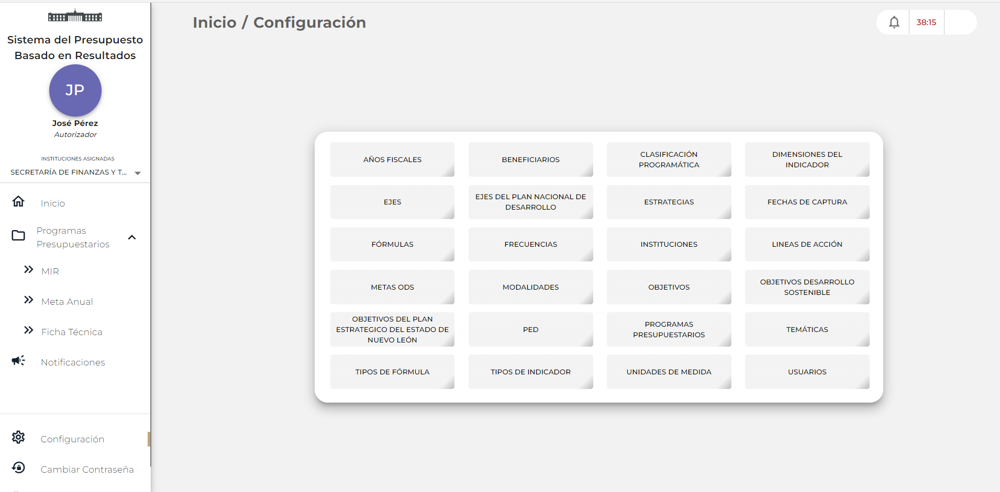 Sistema del Presupuesto
Basado en Resultados
JP
José Pérez
Autorizador
INSTITUCIONES ASIGNADAS
SECRETARÍA DE FINANZAS Y T...
Inicio
Programas
Presupuestarios
MIR
Meta Anual
Ficha Técnica
Notificaciones
Configuración
Cambiar Contraseña
Inicio / Configuración
38:15
AÑOS FISCALES
BENEFICIARIOS
CLASIFICACIÓN
PROGRAMÁTICA
DIMENSIONES DEL
INDICADOR
EJES
EJES DEL PLAN NACIONAL DE
DESARROLLO
ESTRATEGIAS
FECHAS DE CAPTURA
FÓRMULAS
FRECUENCIAS
INSTITUCIONES
LINEAS DE ACCIÓN
METAS ODS
MODALIDADES
OBJETIVOS
OBJETIVOS DESARROLLO
SOSTENIBLE
OBJETIVOS DEL PLAN
ESTRATEGICO DEL ESTADO DE
NUEVO LEÓN
PED
PROGRAMAS
PRESUPUESTARIOS
TEMÁTICAS
TIPOS DE FÓRMULA
TIPOS DE INDICADOR
UNIDADES DE MEDIDA
USUARIOS